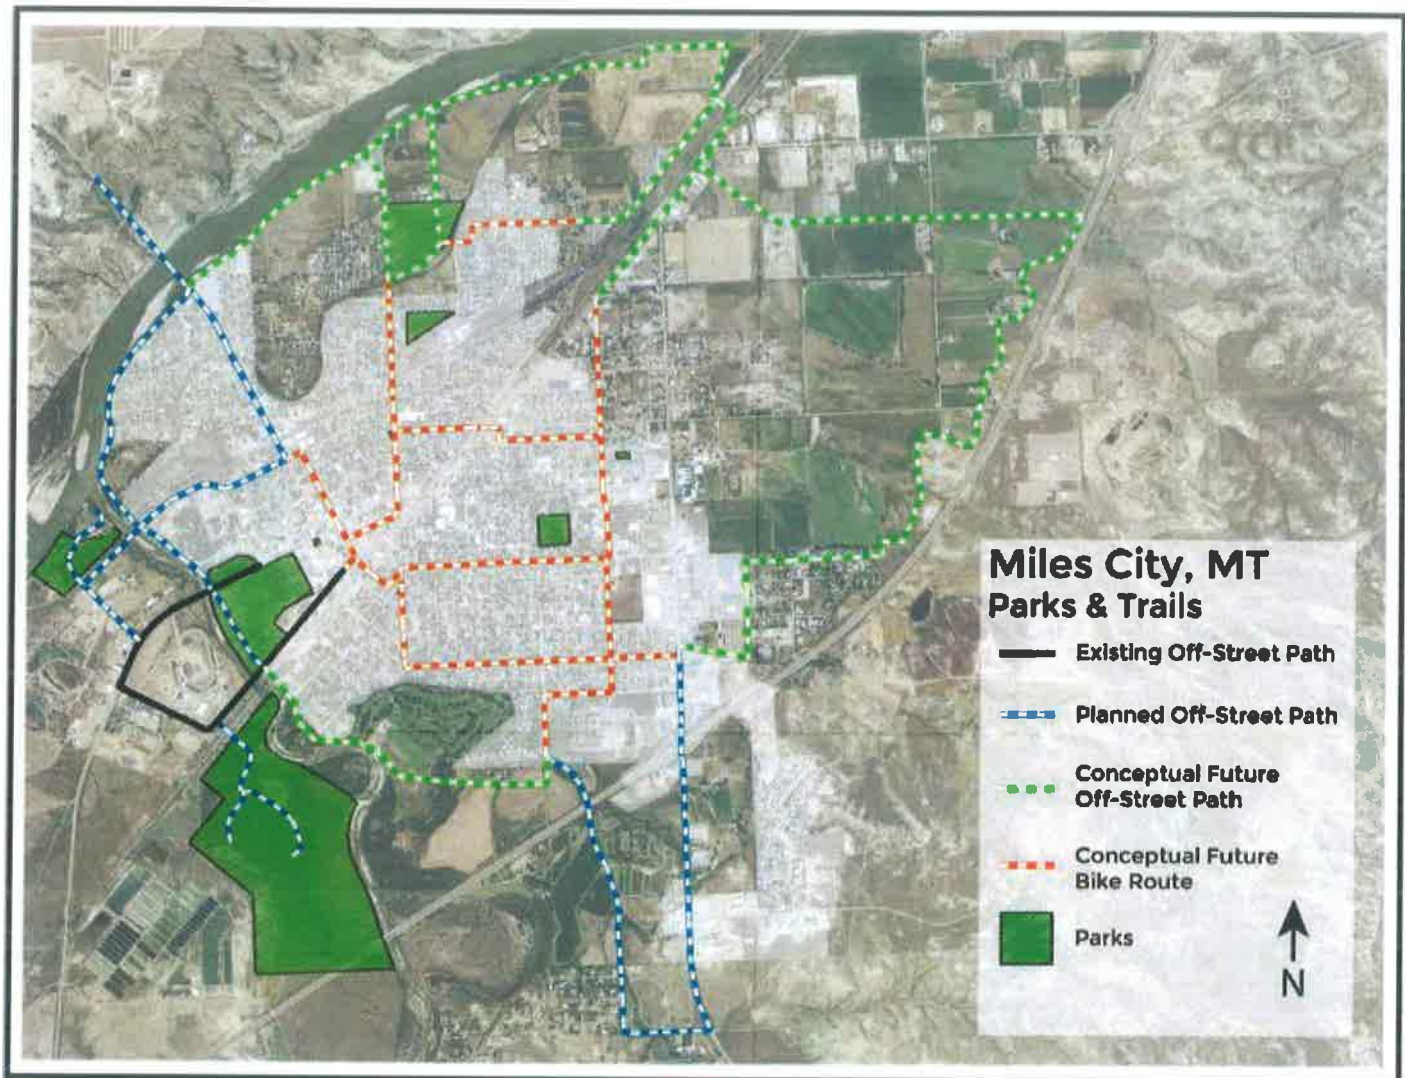 Miles City, MT
Parks & Trails
Existing Off-Street Path
Planned Off-Street Path
Conceptual Future
Off-Street Path
Conceptual Future
Bike Route
Parks
N